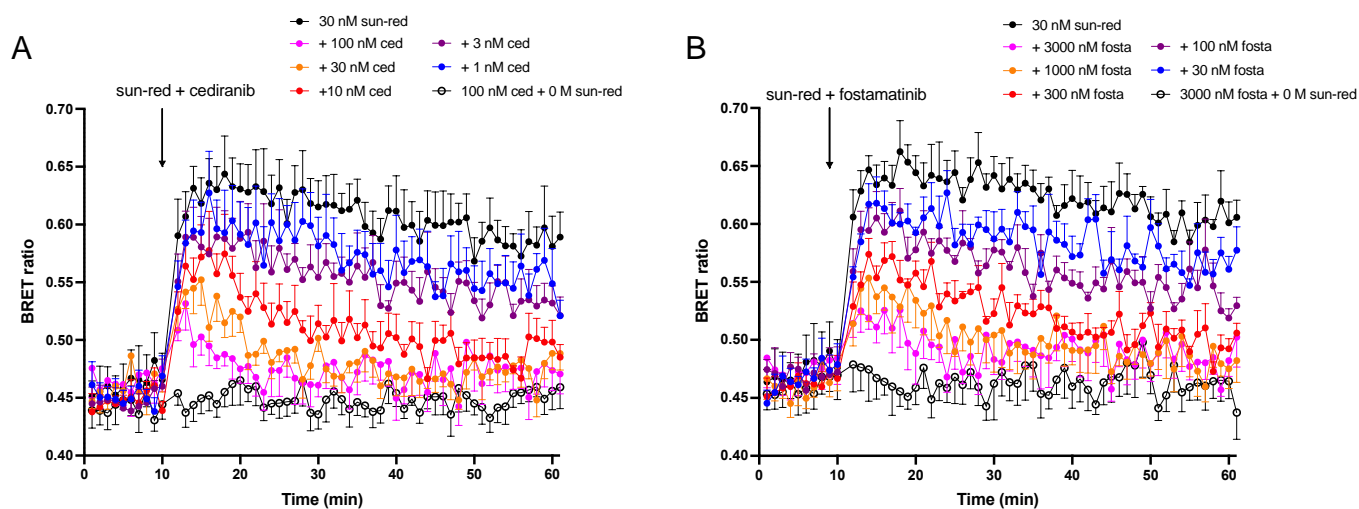 A
30 nM sun-red
+ 100 nM ced
+ 3 nM ced
+ 30 nM ced
+ 1 nM ced
+10 nM ced
100 nM ced + 0 M sun-red
sun-red + cediranib
BRET ratio
0.70
0.65
0.60
0.55
0.50
0.45
0.40
0 10 20 30 40 50 60
Time (min)
B
30 nM sun-red
+ 3000 nM fosta
+ 100 nM fosta
+ 1000 nM fosta
+ 30 nM fosta
+ 300 nM fosta
3000 nM fosta + 0 M sun-red
sun-red + fostamatinib
BRET ratio
0.70
0.65
0.60
0.55
0.50
0.45
0.40
0 10 20 30 40 50 60
Time (min)